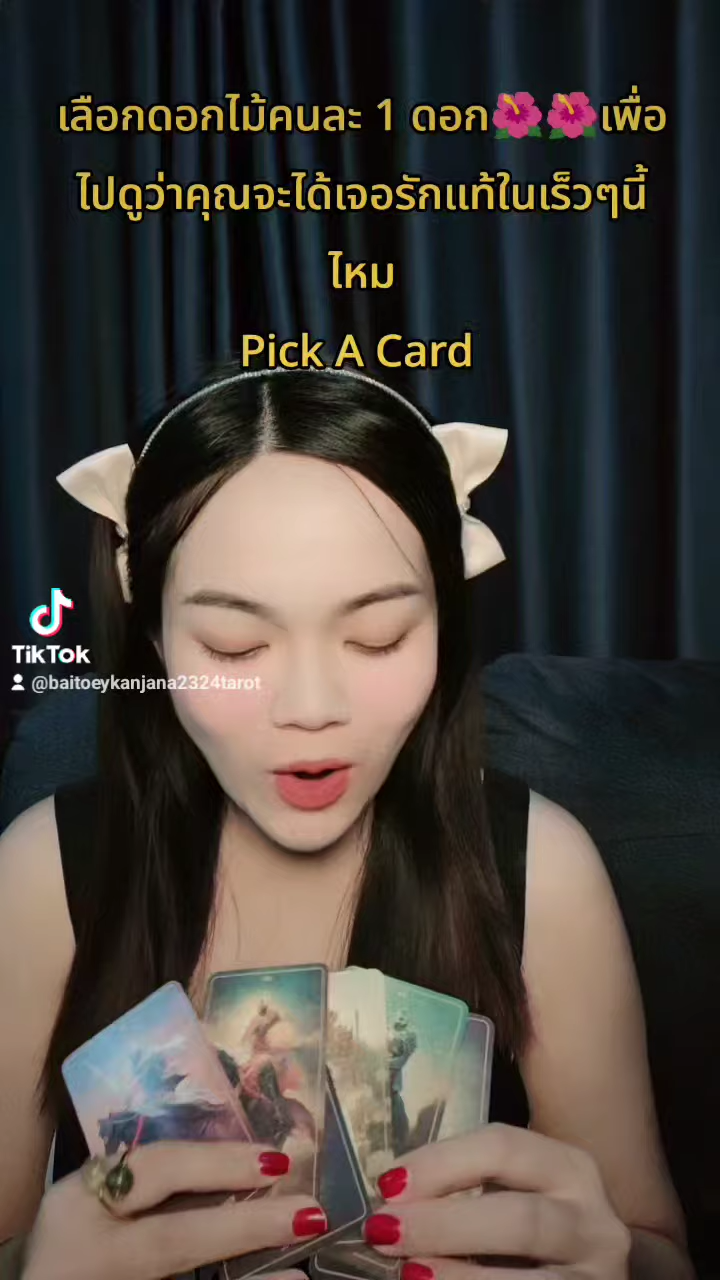 เลือกดอกไม้คนละ 1 ดอก🌺🌺เพื่อ
ไปดูว่าคุณจะได้เจอรักแท้ในเร็วๆนี้
ไหม
Pick A Card
TikTok
@baitoeykanjana2324tarot